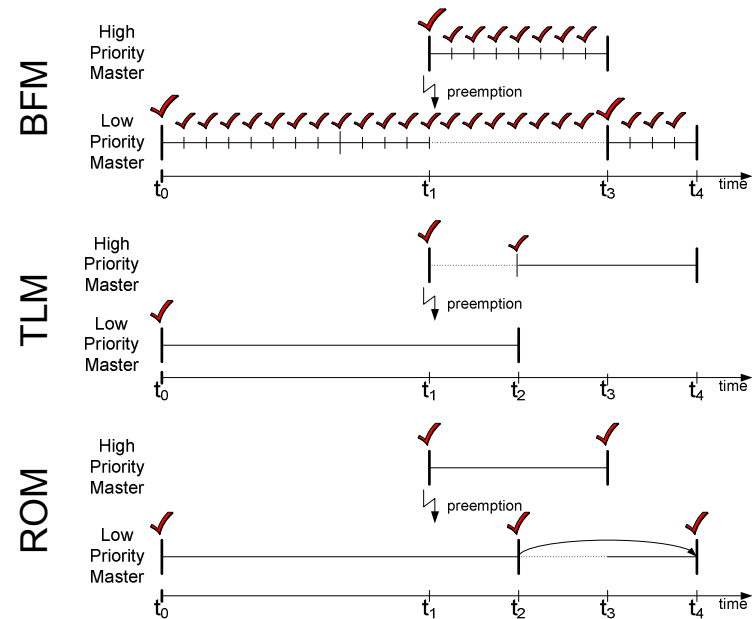 BFM
High
Priority
Master
preemption
Low
Priority
Master
t0 t1 t3 t4 time
TLM
High
Priority
Master
preemption
Low
Priority
Master
t0 t1 t2 t3 t4 time
ROM
High
Priority
Master
preemption
Low
Priority
Master
t0 t1 t2 t3 t4 time